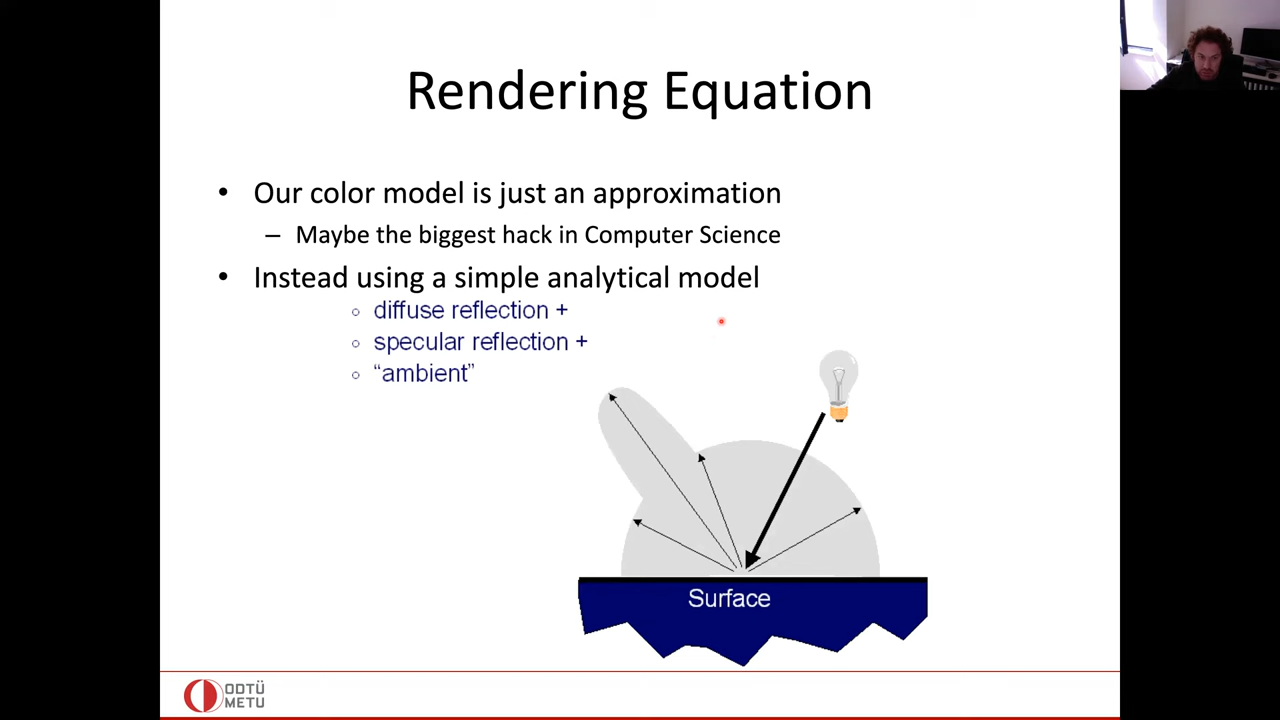 Rendering Equation
• Our color model is just an approximation
– Maybe the biggest hack in Computer Science
• Instead using a simple analytical model
○ diffuse reflection +
○ specular reflection +
○ “ambient”
Surface
ODTÜ
METU